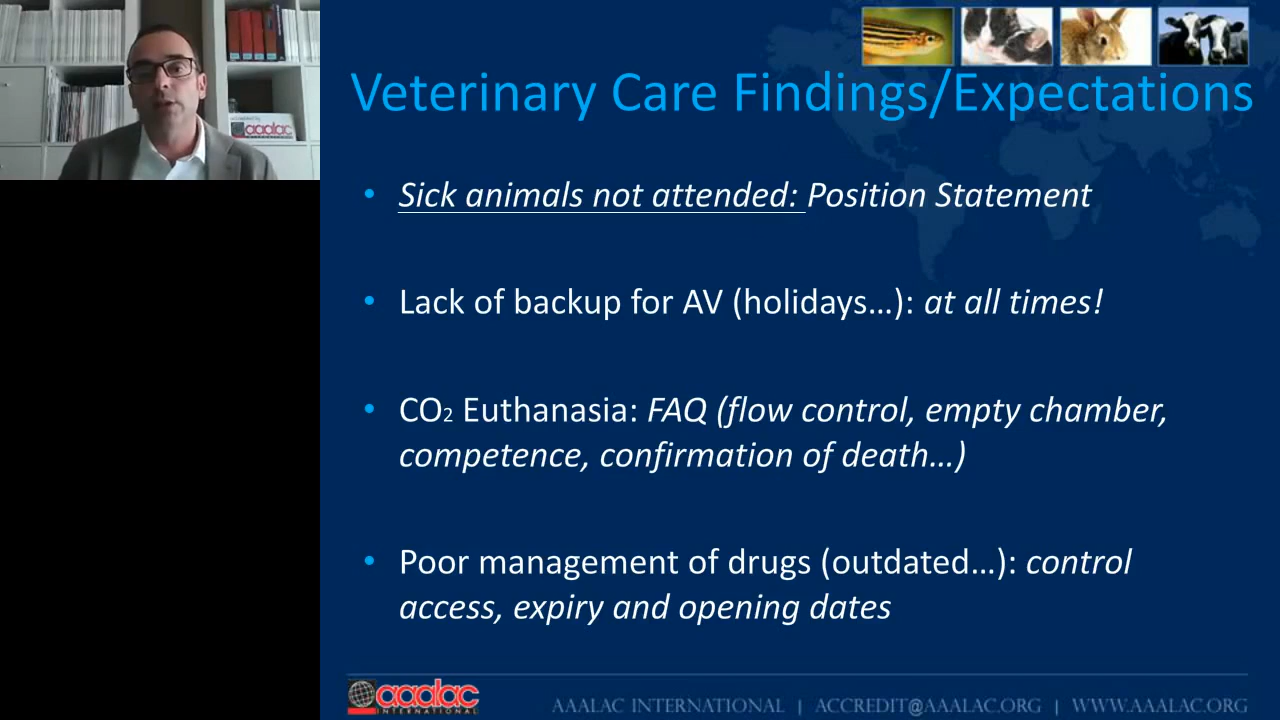 Veterinary Care Findings/Expectations
• Sick animals not attended: Position Statement
• Lack of backup for AV (holidays…): at all times!
• CO2 Euthanasia: FAQ (flow control, empty chamber,
competence, confirmation of death…)
• Poor management of drugs (outdated…): control
access, expiry and opening dates
aaalac
INTERNATIONAL
AAALAC INTERNATIONAL | ACCREDIT@AAALAC.ORG | WWW.AAALAC.ORG
aaalac